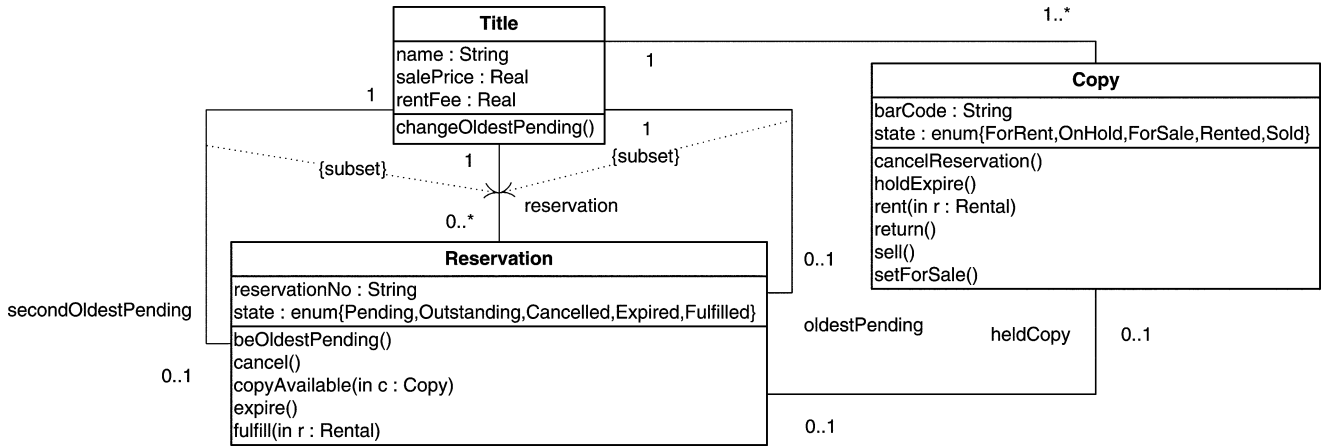 Title
name : String
salePrice : Real
rentFee : Real
changeOldestPending()
1..*
1
Copy
barCode : String
state : enum{ForRent,OnHold,ForSale,Rented,Sold}
cancelReservation()
holdExpire()
rent(in r : Rental)
return()
sell()
setForSale()
1
1
1
{subset}
{subset}
reservation
0..*
Reservation
reservationNo : String
state : enum{Pending,Outstanding,Cancelled,Expired,Fulfilled}
beOldestPending()
cancel()
copyAvailable(in c : Copy)
expire()
fulfill(in r : Rental)
secondOldestPending
0..1
0..1
oldestPending
heldCopy
0..1
0..1